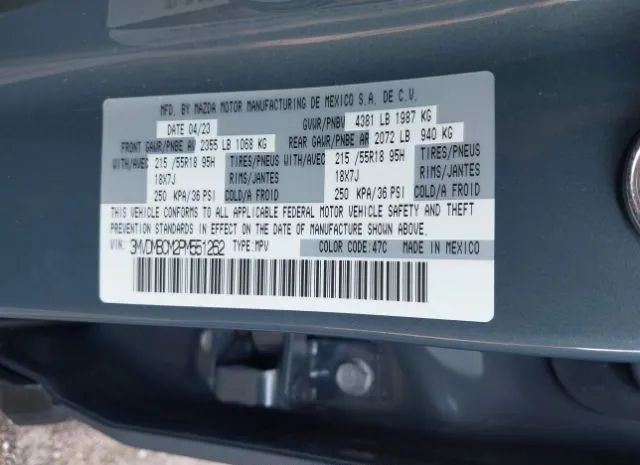 MFD. BY MAZDA MOTOR MANUFACTURING DE MEXICO S.A. DE C.V.
DATE 04/23 GVWR/PNBV 4381 LB 1987 KG
FRONT GAWR/PNBE AV 2355 LB 1068 KG REAR GAWR/PNBE AR 2072 LB 940 KG
WITH/AVEC 215 /55R18 95H TIRES/PNEUS WITH/AVEC 215 /55R18 95H TIRES/PNEUS
18X7J RIMS/JANTES 18X7J RIMS/JANTES
250 KPA/36 PSI COLD/A FROID 250 KPA/36 PSI COLD/A FROID
THIS VEHICLE CONFORMS TO ALL APPLICABLE FEDERAL MOTOR VEHICLE SAFETY AND THEFT
PREVENTION STANDARDS IN EFFECT ON THE DATE OF MANUFACTURE SHOWN ABOVE.
VIN: 3MVDMBCM2PM551252 TYPE: MPV COLOR CODE: 47C MADE IN MEXICO